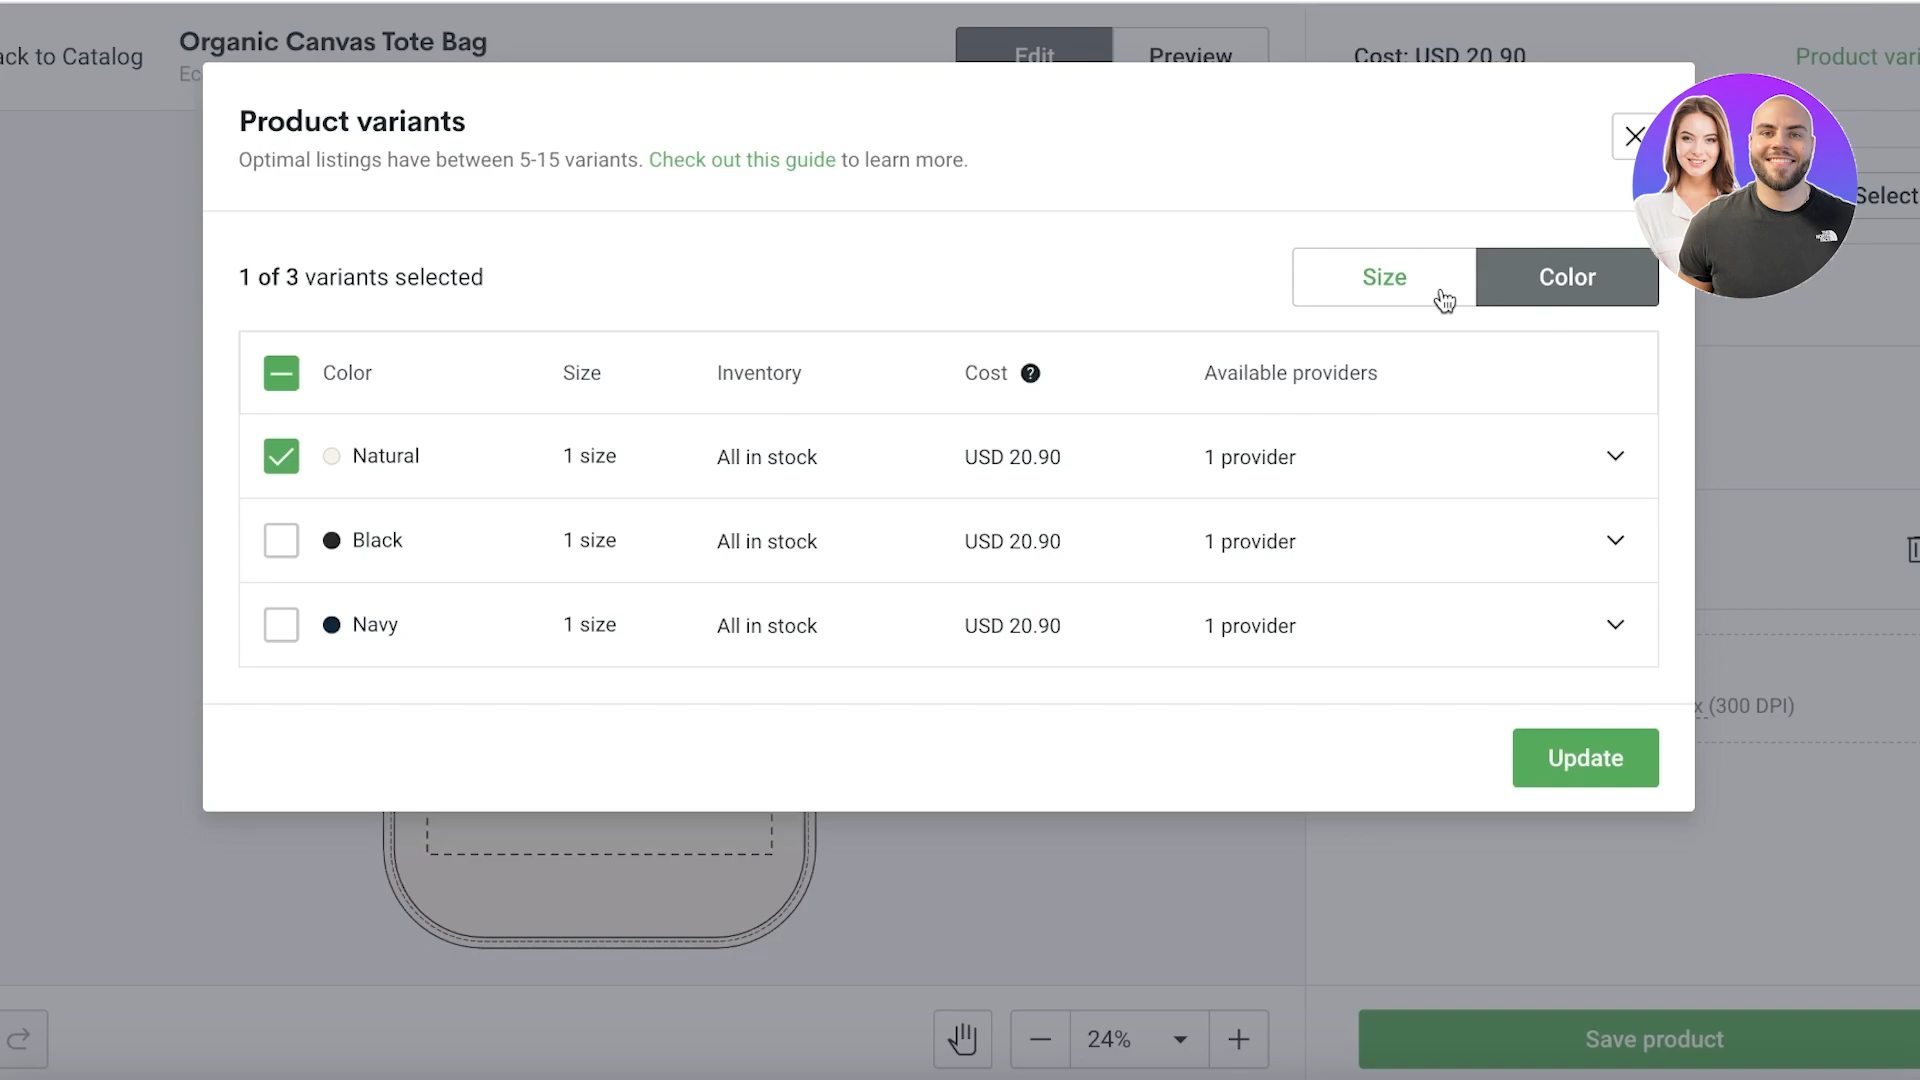 ack to Catalog
Organic Canvas Tote Bag
Ec
Edit
Preview
Cost: USD 20.90
Product vari
Product variants
Optimal listings have between 5-15 variants. Check out this guide to learn more.
Select
1 of 3 variants selected
Size
Color
Color Size Inventory Cost ? Available providers
Natural 1 size All in stock USD 20.90 1 provider
Black 1 size All in stock USD 20.90 1 provider
Navy 1 size All in stock USD 20.90 1 provider
x (300 DPI)
Update
24%
Save product